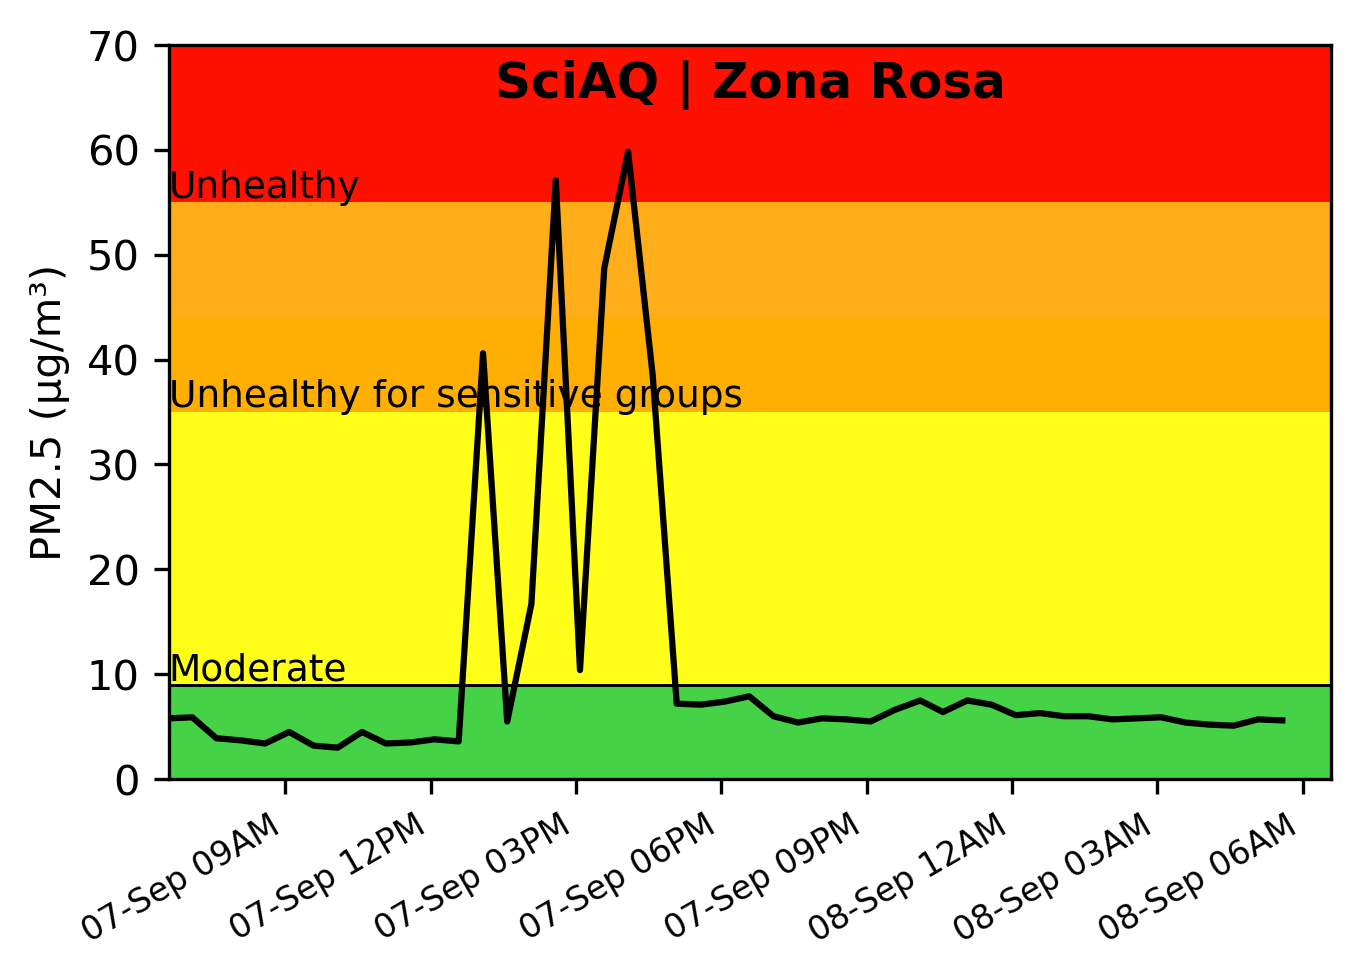 SciAQ | Zona Rosa
PM2.5 (µg/m³)
70
60
50
40
30
20
10
0
Unhealthy
Unhealthy for sensitive groups
Moderate
07-Sep 09AM
07-Sep 12PM
07-Sep 03PM
07-Sep 06PM
07-Sep 09PM
08-Sep 12AM
08-Sep 03AM
08-Sep 06AM